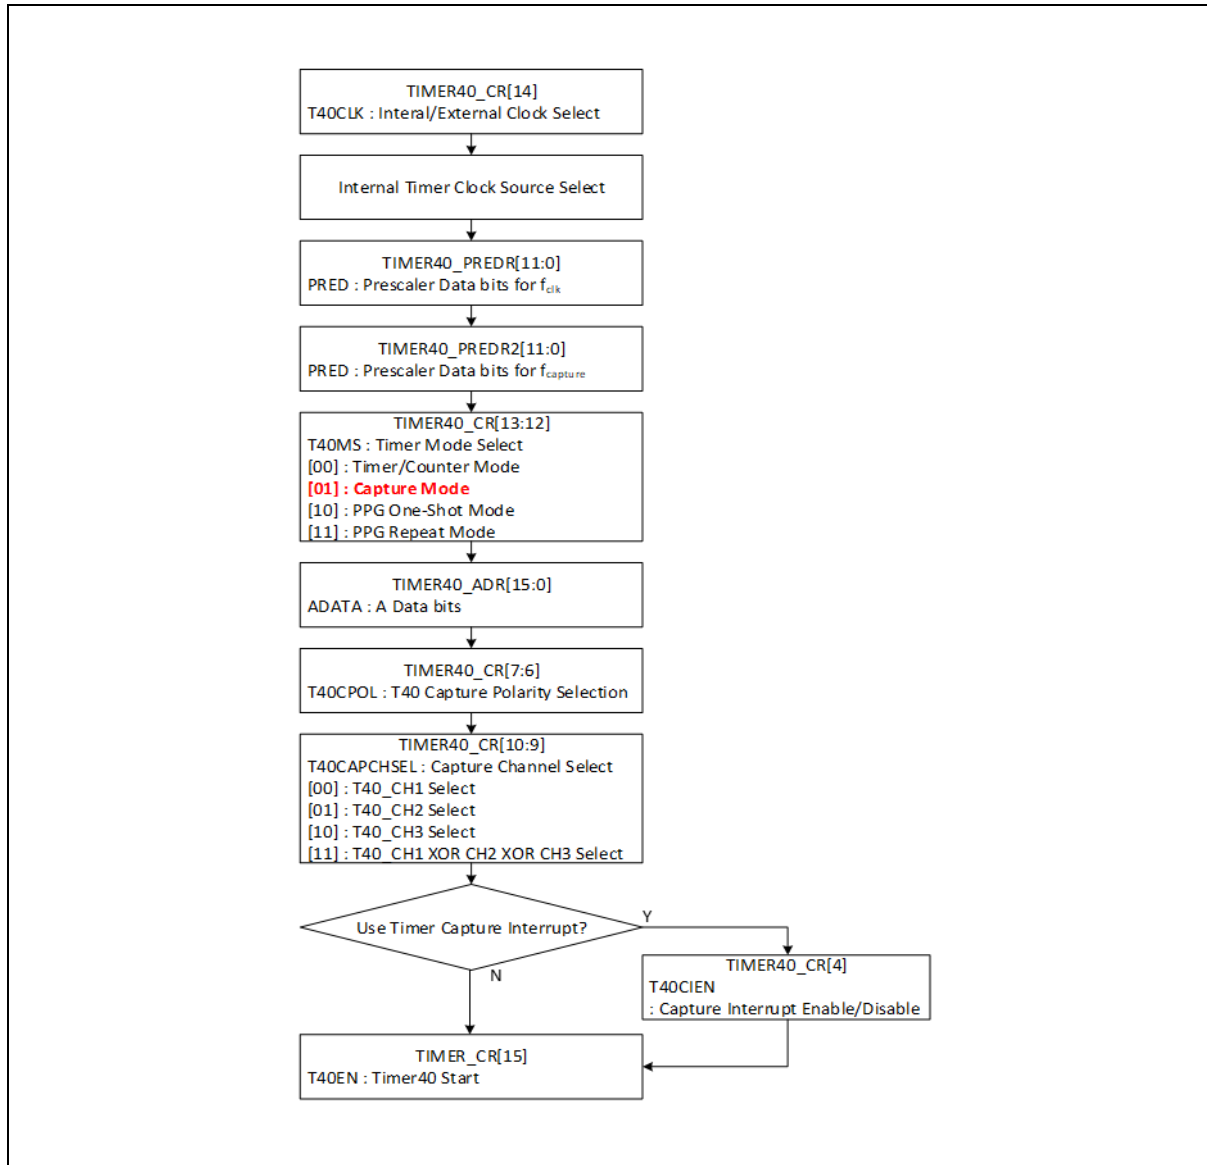 TIMER40_CR[14]
T40CLK : Interal/External Clock Select
Internal Timer Clock Source Select
TIMER40_PREDR[11:0]
PRED : Prescaler Data bits for fclk
TIMER40_PREDR2[11:0]
PRED : Prescaler Data bits for fcapture
TIMER40_CR[13:12]
T40MS : Timer Mode Select
[00] : Timer/Counter Mode
[01] : Capture Mode
[10] : PPG One-Shot Mode
[11] : PPG Repeat Mode
TIMER40_ADR[15:0]
ADATA : A Data bits
TIMER40_CR[7:6]
T40CPOL : T40 Capture Polarity Selection
TIMER40_CR[10:9]
T40CAPCHSEL : Capture Channel Select
[00] : T40_CH1 Select
[01] : T40_CH2 Select
[10] : T40_CH3 Select
[11] : T40_CH1 XOR CH2 XOR CH3 Select
Use Timer Capture Interrupt?
Y
N
TIMER40_CR[4]
T40CIEN
: Capture Interrupt Enable/Disable
TIMER_CR[15]
T40EN : Timer40 Start